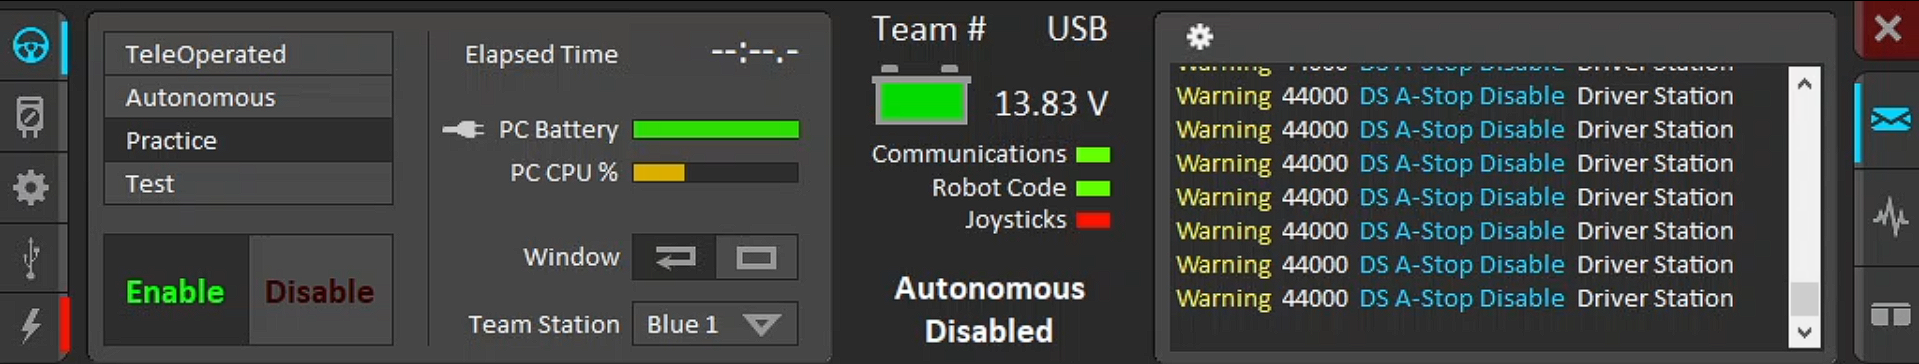 TeleOperated
Autonomous
Practice
Test
Enable Disable
Elapsed Time --:--.-
PC Battery
PC CPU %
Window
Team Station Blue 1
Team # USB
13.83 V
Communications
Robot Code
Joysticks
Autonomous
Disabled
Warning 44000 DS A-Stop Disable Driver Station
Warning 44000 DS A-Stop Disable Driver Station
Warning 44000 DS A-Stop Disable Driver Station
Warning 44000 DS A-Stop Disable Driver Station
Warning 44000 DS A-Stop Disable Driver Station
Warning 44000 DS A-Stop Disable Driver Station
Warning 44000 DS A-Stop Disable Driver Station